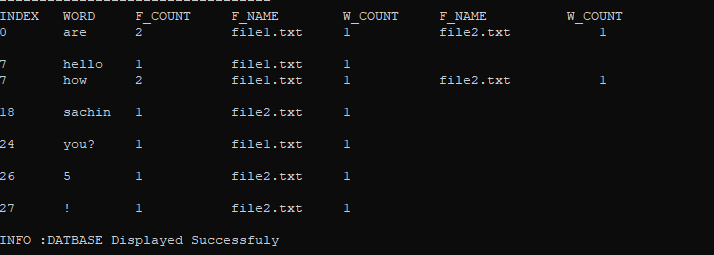 INDEX WORD F_COUNT F_NAME W_COUNT F_NAME W_COUNT
0 are 2 file1.txt 1 file2.txt 1
7 hello 1 file1.txt 1
7 how 2 file1.txt 1 file2.txt 1
18 sachin 1 file2.txt 1
24 you? 1 file1.txt 1
26 5 1 file2.txt 1
27 ! 1 file2.txt 1
INFO :DATBASE Displayed Successfuly